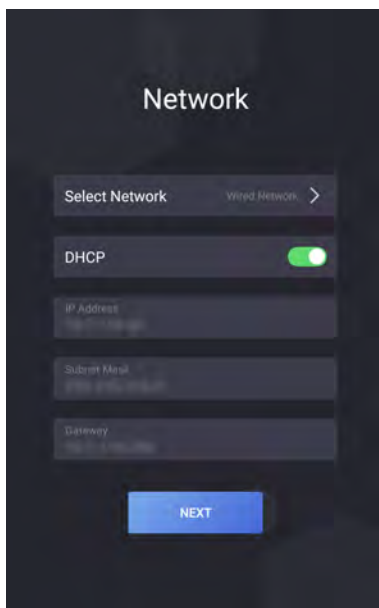 Network
Select Network
Wired Network
DHCP
IP Address
Subnet Mask
Gateway
NEXT